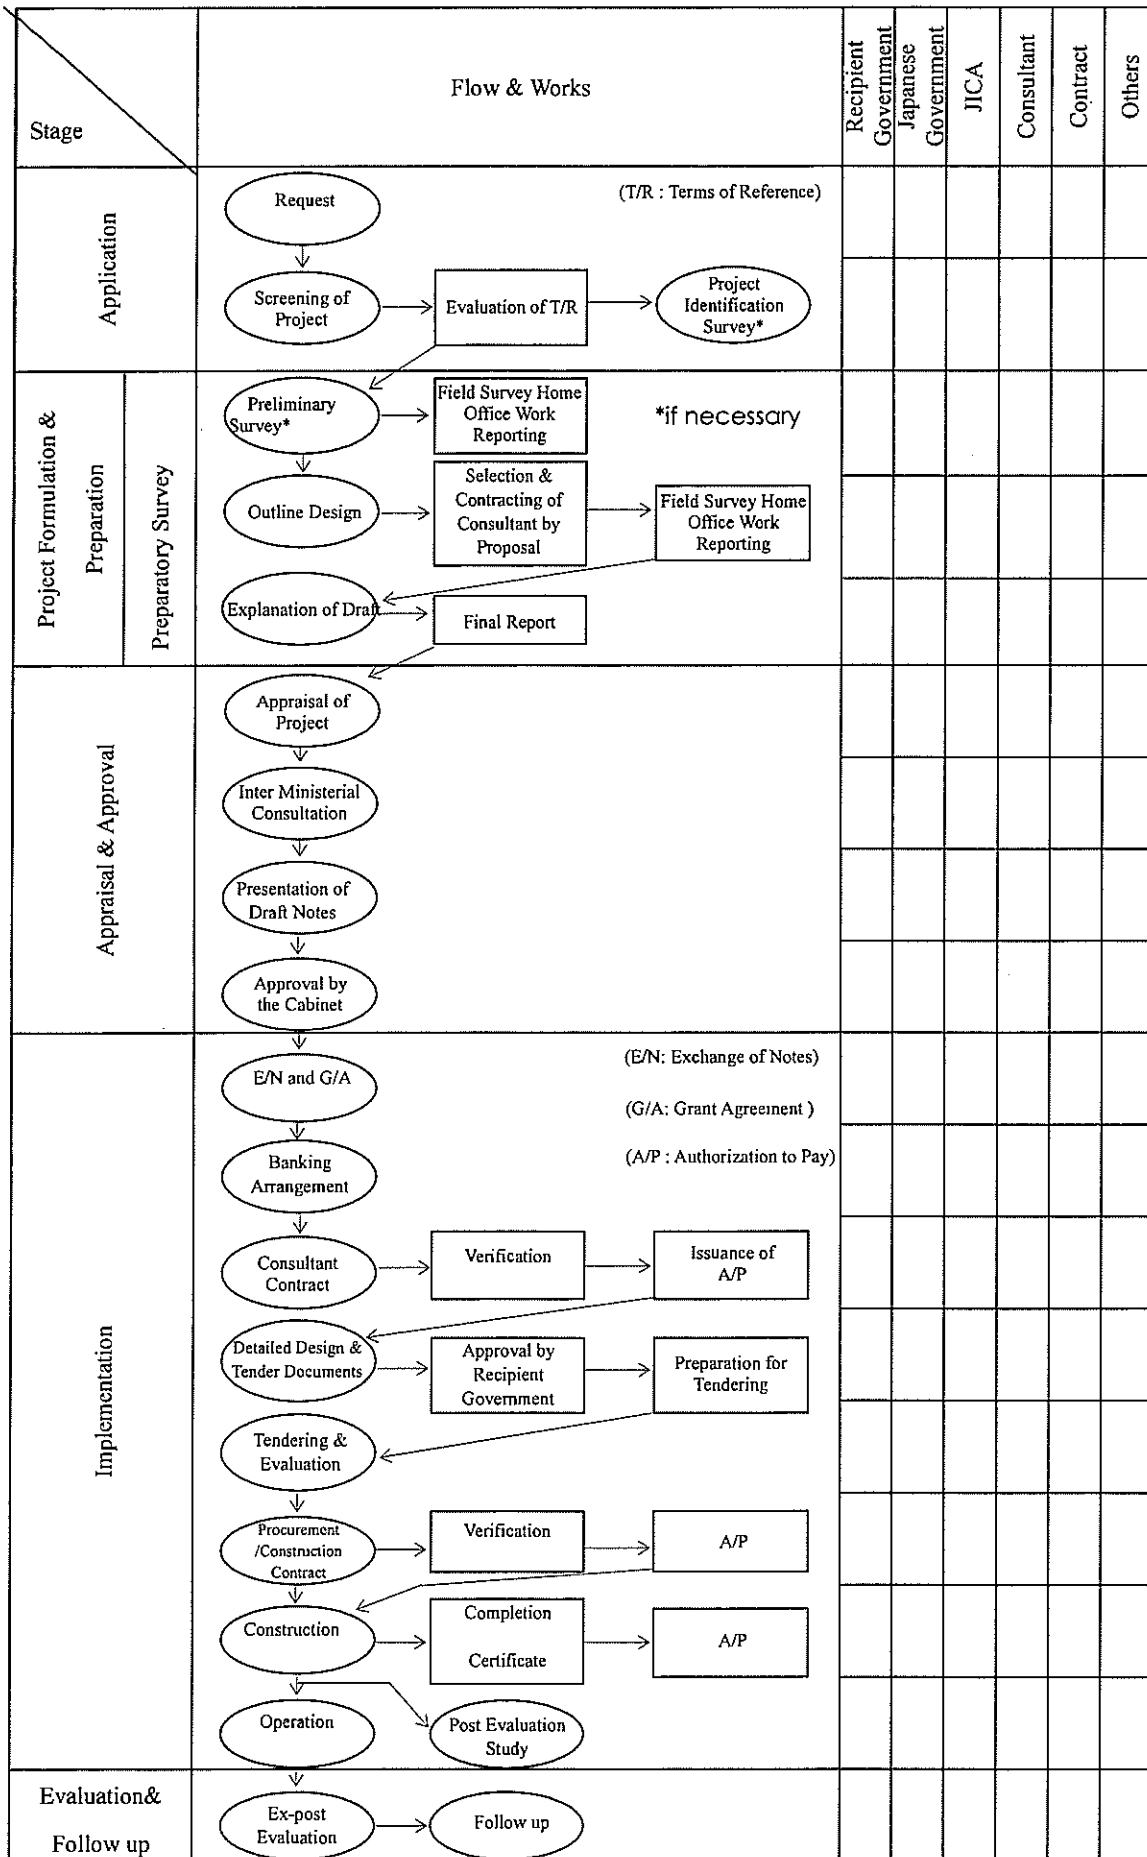 Stage
Flow & Works
Recipient
Government
Japanese
Government
JICA
Consultant
Contract
Others
Application
Request
(T/R : Terms of Reference)
Screening of
Project
Evaluation of T/R
Project
Identification
Survey*
Project Formulation &
Preparation
Preparatory Survey
Preliminary
Survey*
Field Survey Home
Office Work
Reporting
*if necessary
Outline Design
Selection &
Contracting of
Consultant by
Proposal
Field Survey Home
Office Work
Reporting
Explanation of Draft
Final Report
Appraisal & Approval
Appraisal of
Project
Inter Ministerial
Consultation
Presentation of
Draft Notes
Approval by
the Cabinet
Implementation
E/N and G/A
(E/N: Exchange of Notes)
(G/A: Grant Agreement )
(A/P : Authorization to Pay)
Banking
Arrangement
Consultant
Contract
Verification
Issuance of
A/P
Detailed Design &
Tender Documents
Approval by
Recipient
Government
Preparation for
Tendering
Tendering &
Evaluation
Procurement
/Construction
Contract
Verification
A/P
Construction
Completion
Certificate
A/P
Operation
Post Evaluation
Study
Evaluation&
Follow up
Ex-post
Evaluation
Follow up